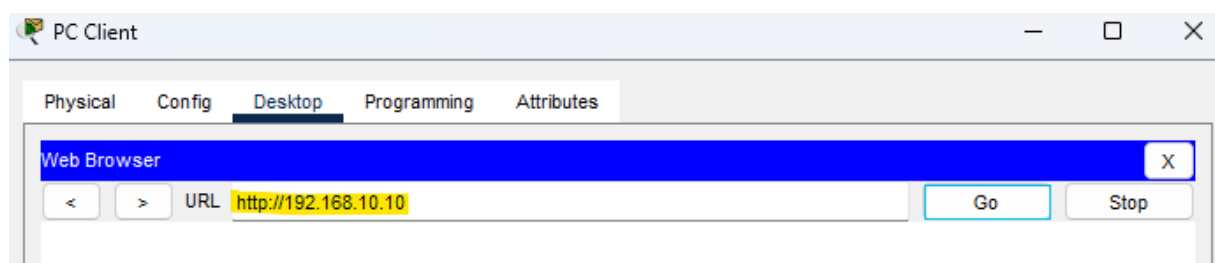 PC Client
Physical Config Desktop Programming Attributes
Web Browser X
< > URL http://192.168.10.10 Go Stop